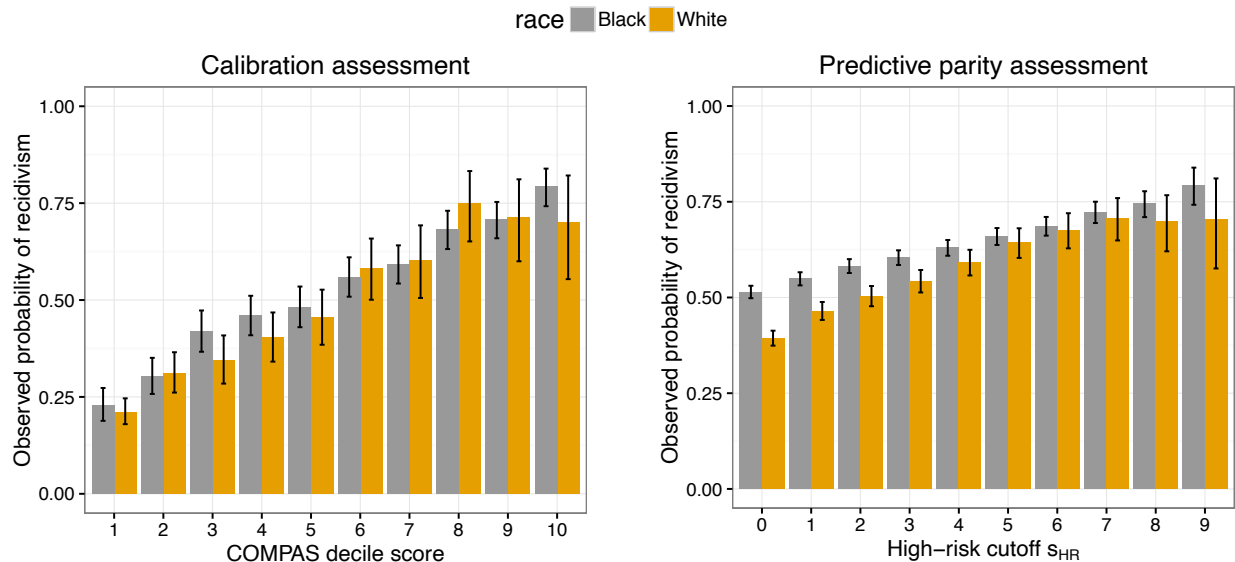 race Black White
Calibration assessment
Observed probability of recidivism
1.00
0.75
0.50
0.25
0.00
1 2 3 4 5 6 7 8 9 10
COMPAS decile score
Predictive parity assessment
Observed probability of recidivism
1.00
0.75
0.50
0.25
0.00
0 1 2 3 4 5 6 7 8 9
High−risk cutoff sHR